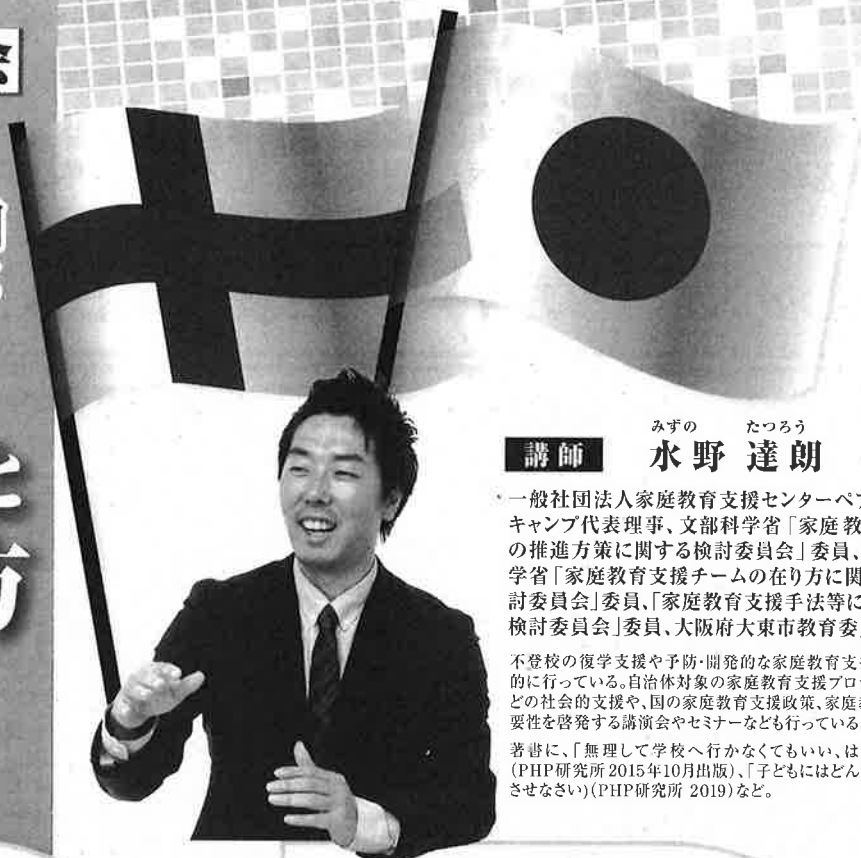 みずの たつろう
講師 水野 達朗
一般社団法人家庭教育支援センターペア
キャンプ代表理事、文部科学省「家庭教
の推進方策に関する検討委員会」委員、
学省「家庭教育支援チームの在り方に関
討委員会」委員、「家庭教育支援手法等に
検討委員会」委員、大阪府大東市教育委
不登校の復学支援や予防・開発的な家庭教育支
的に行っている。自治体対象の家庭教育支援プロ
どの社会的支援や、国の家庭教育支援政策、家庭
要性を啓発する講演会やセミナーなども行っている
著書に、「無理して学校へ行かなくてもいい、は
(PHP研究所2015年10月出版)、「子どもにはどん
させなさい)(PHP研究所 2019)など。
方